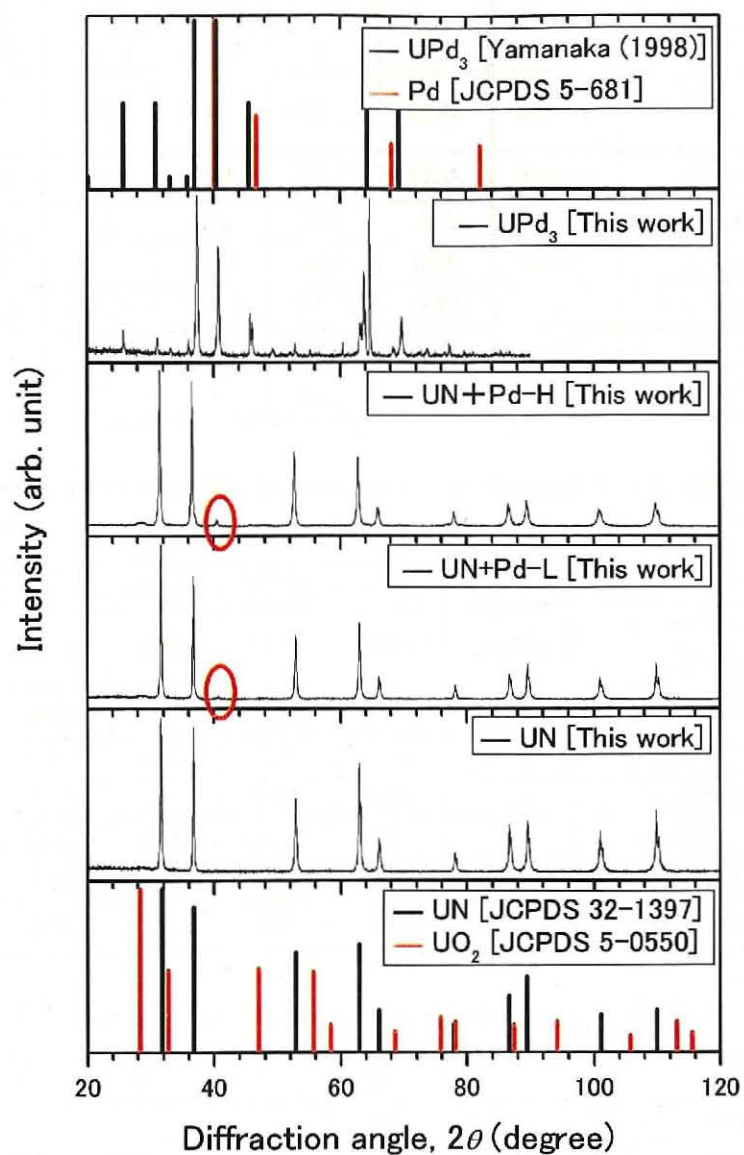 UPd₃ [Yamanaka (1998)]
Pd [JCPDS 5-681]
UPd₃ [This work]
UN+Pd-H [This work]
UN+Pd-L [This work]
UN [This work]
UN [JCPDS 32-1397]
UO₂ [JCPDS 5-0550]
Intensity (arb. unit)
20 40 60 80 100 120
Diffraction angle, 2θ (degree)